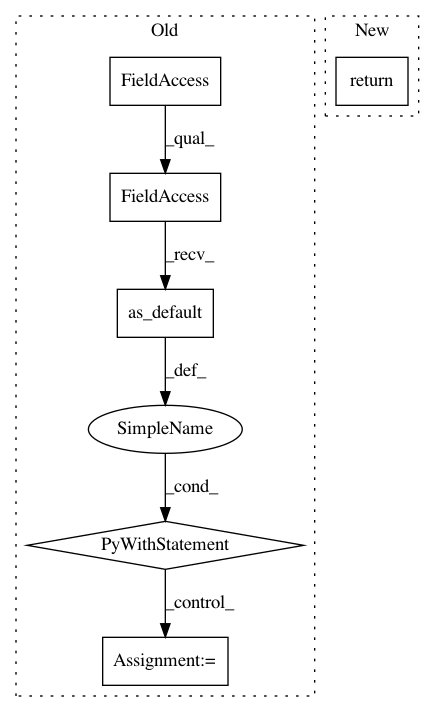 Old
New
FieldAccess
return
_qual_
FieldAccess
_recv_
as_default
_def_
SimpleName
_cond_
PyWithStatement
_control_
Assignment:=